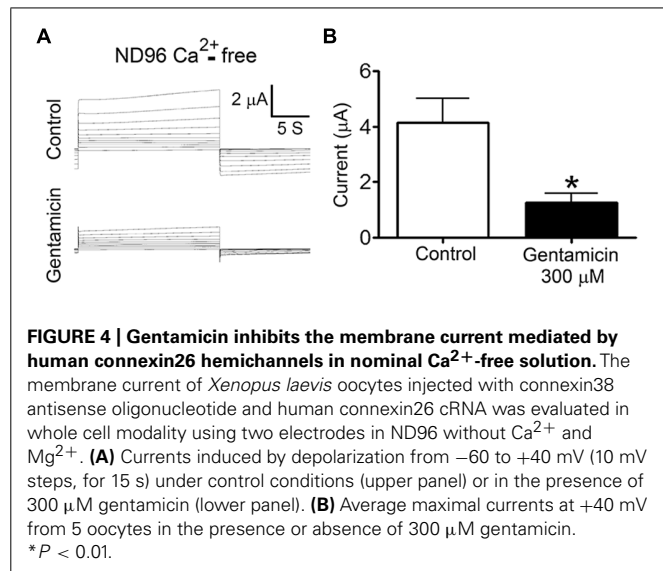 A
B
ND96 Ca²⁺- free
Control
2 μA
5 S
Gentamicin
Current (μA)
6
4
2
0
*
Control
Gentamicin
300 μM
FIGURE 4 | Gentamicin inhibits the membrane current mediated by
human connexin26 hemichannels in nominal Ca²⁺-free solution. The
membrane current of Xenopus laevis oocytes injected with connexin38
antisense oligonucleotide and human connexin26 cRNA was evaluated in
whole cell modality using two electrodes in ND96 without Ca²⁺ and
Mg²⁺. (A) Currents induced by depolarization from −60 to +40 mV (10 mV
steps, for 15 s) under control conditions (upper panel) or in the presence of
300 μM gentamicin (lower panel). (B) Average maximal currents at +40 mV
from 5 oocytes in the presence or absence of 300 μM gentamicin.
*P < 0.01.